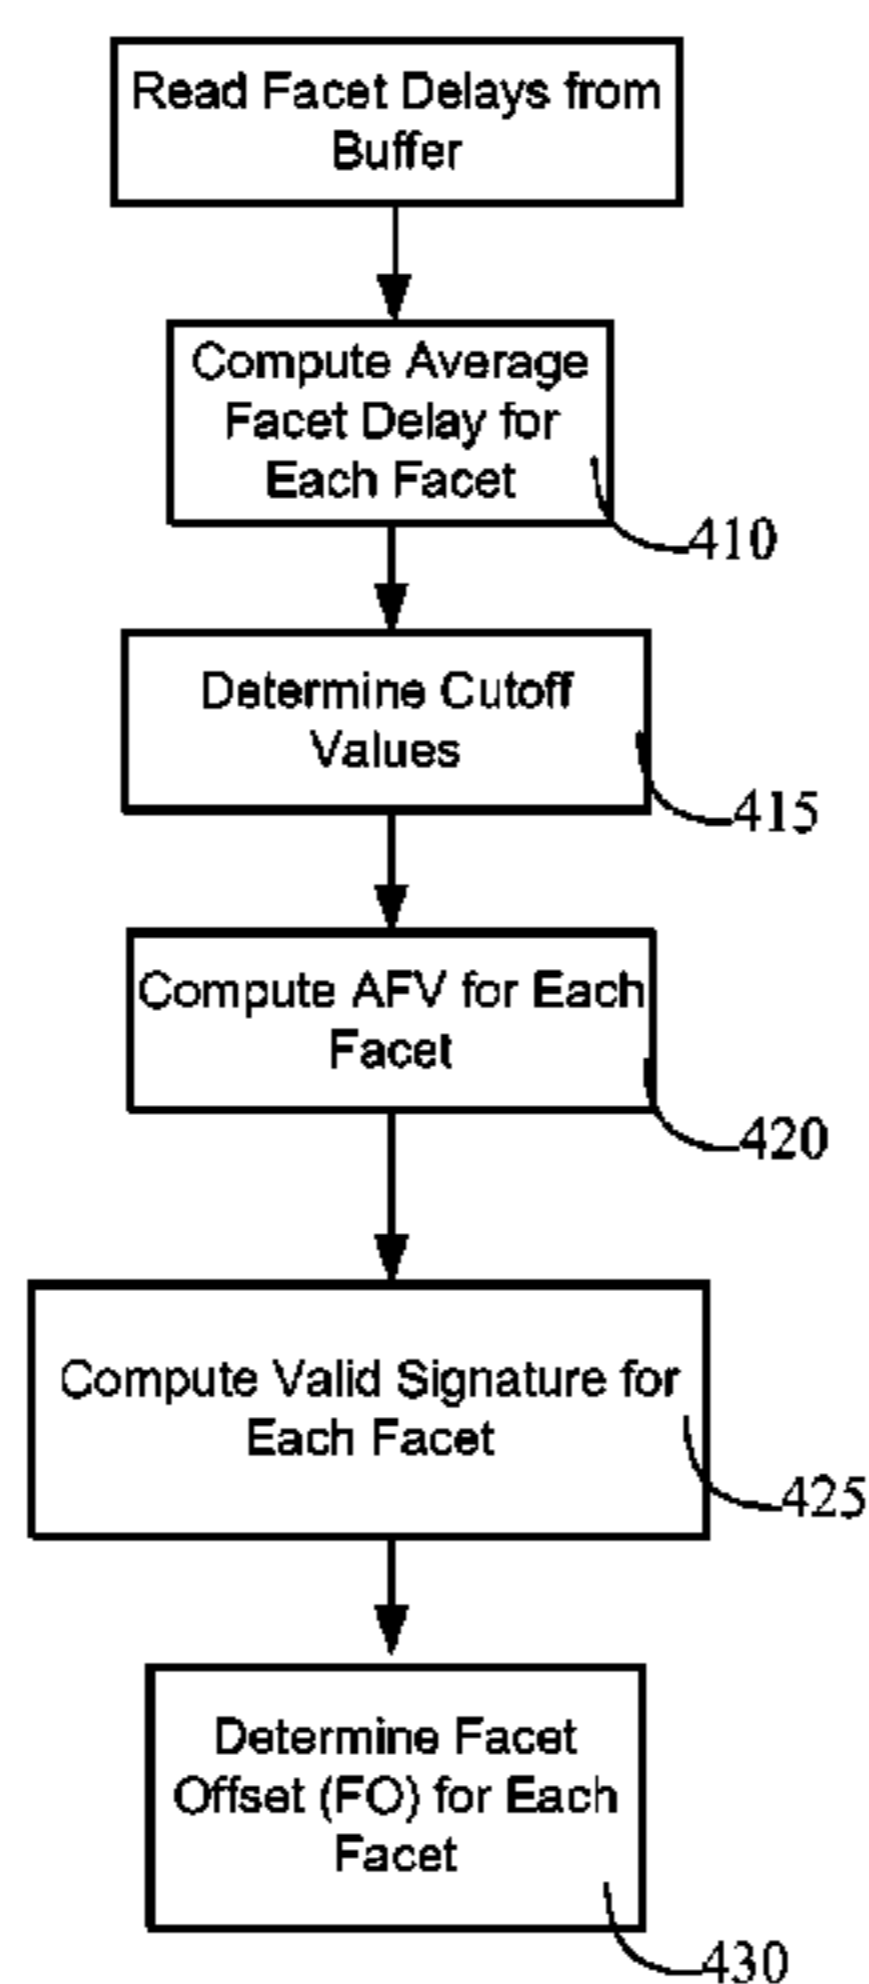 Read Facet Delays from
Buffer
Compute Average
Facet Delay for
Each Facet
410
Determine Cutoff
Values
415
Compute AFV for Each
Facet
420
Compute Valid Signature for
Each Facet
425
Determine Facet
Offset (FO) for Each
Facet
430